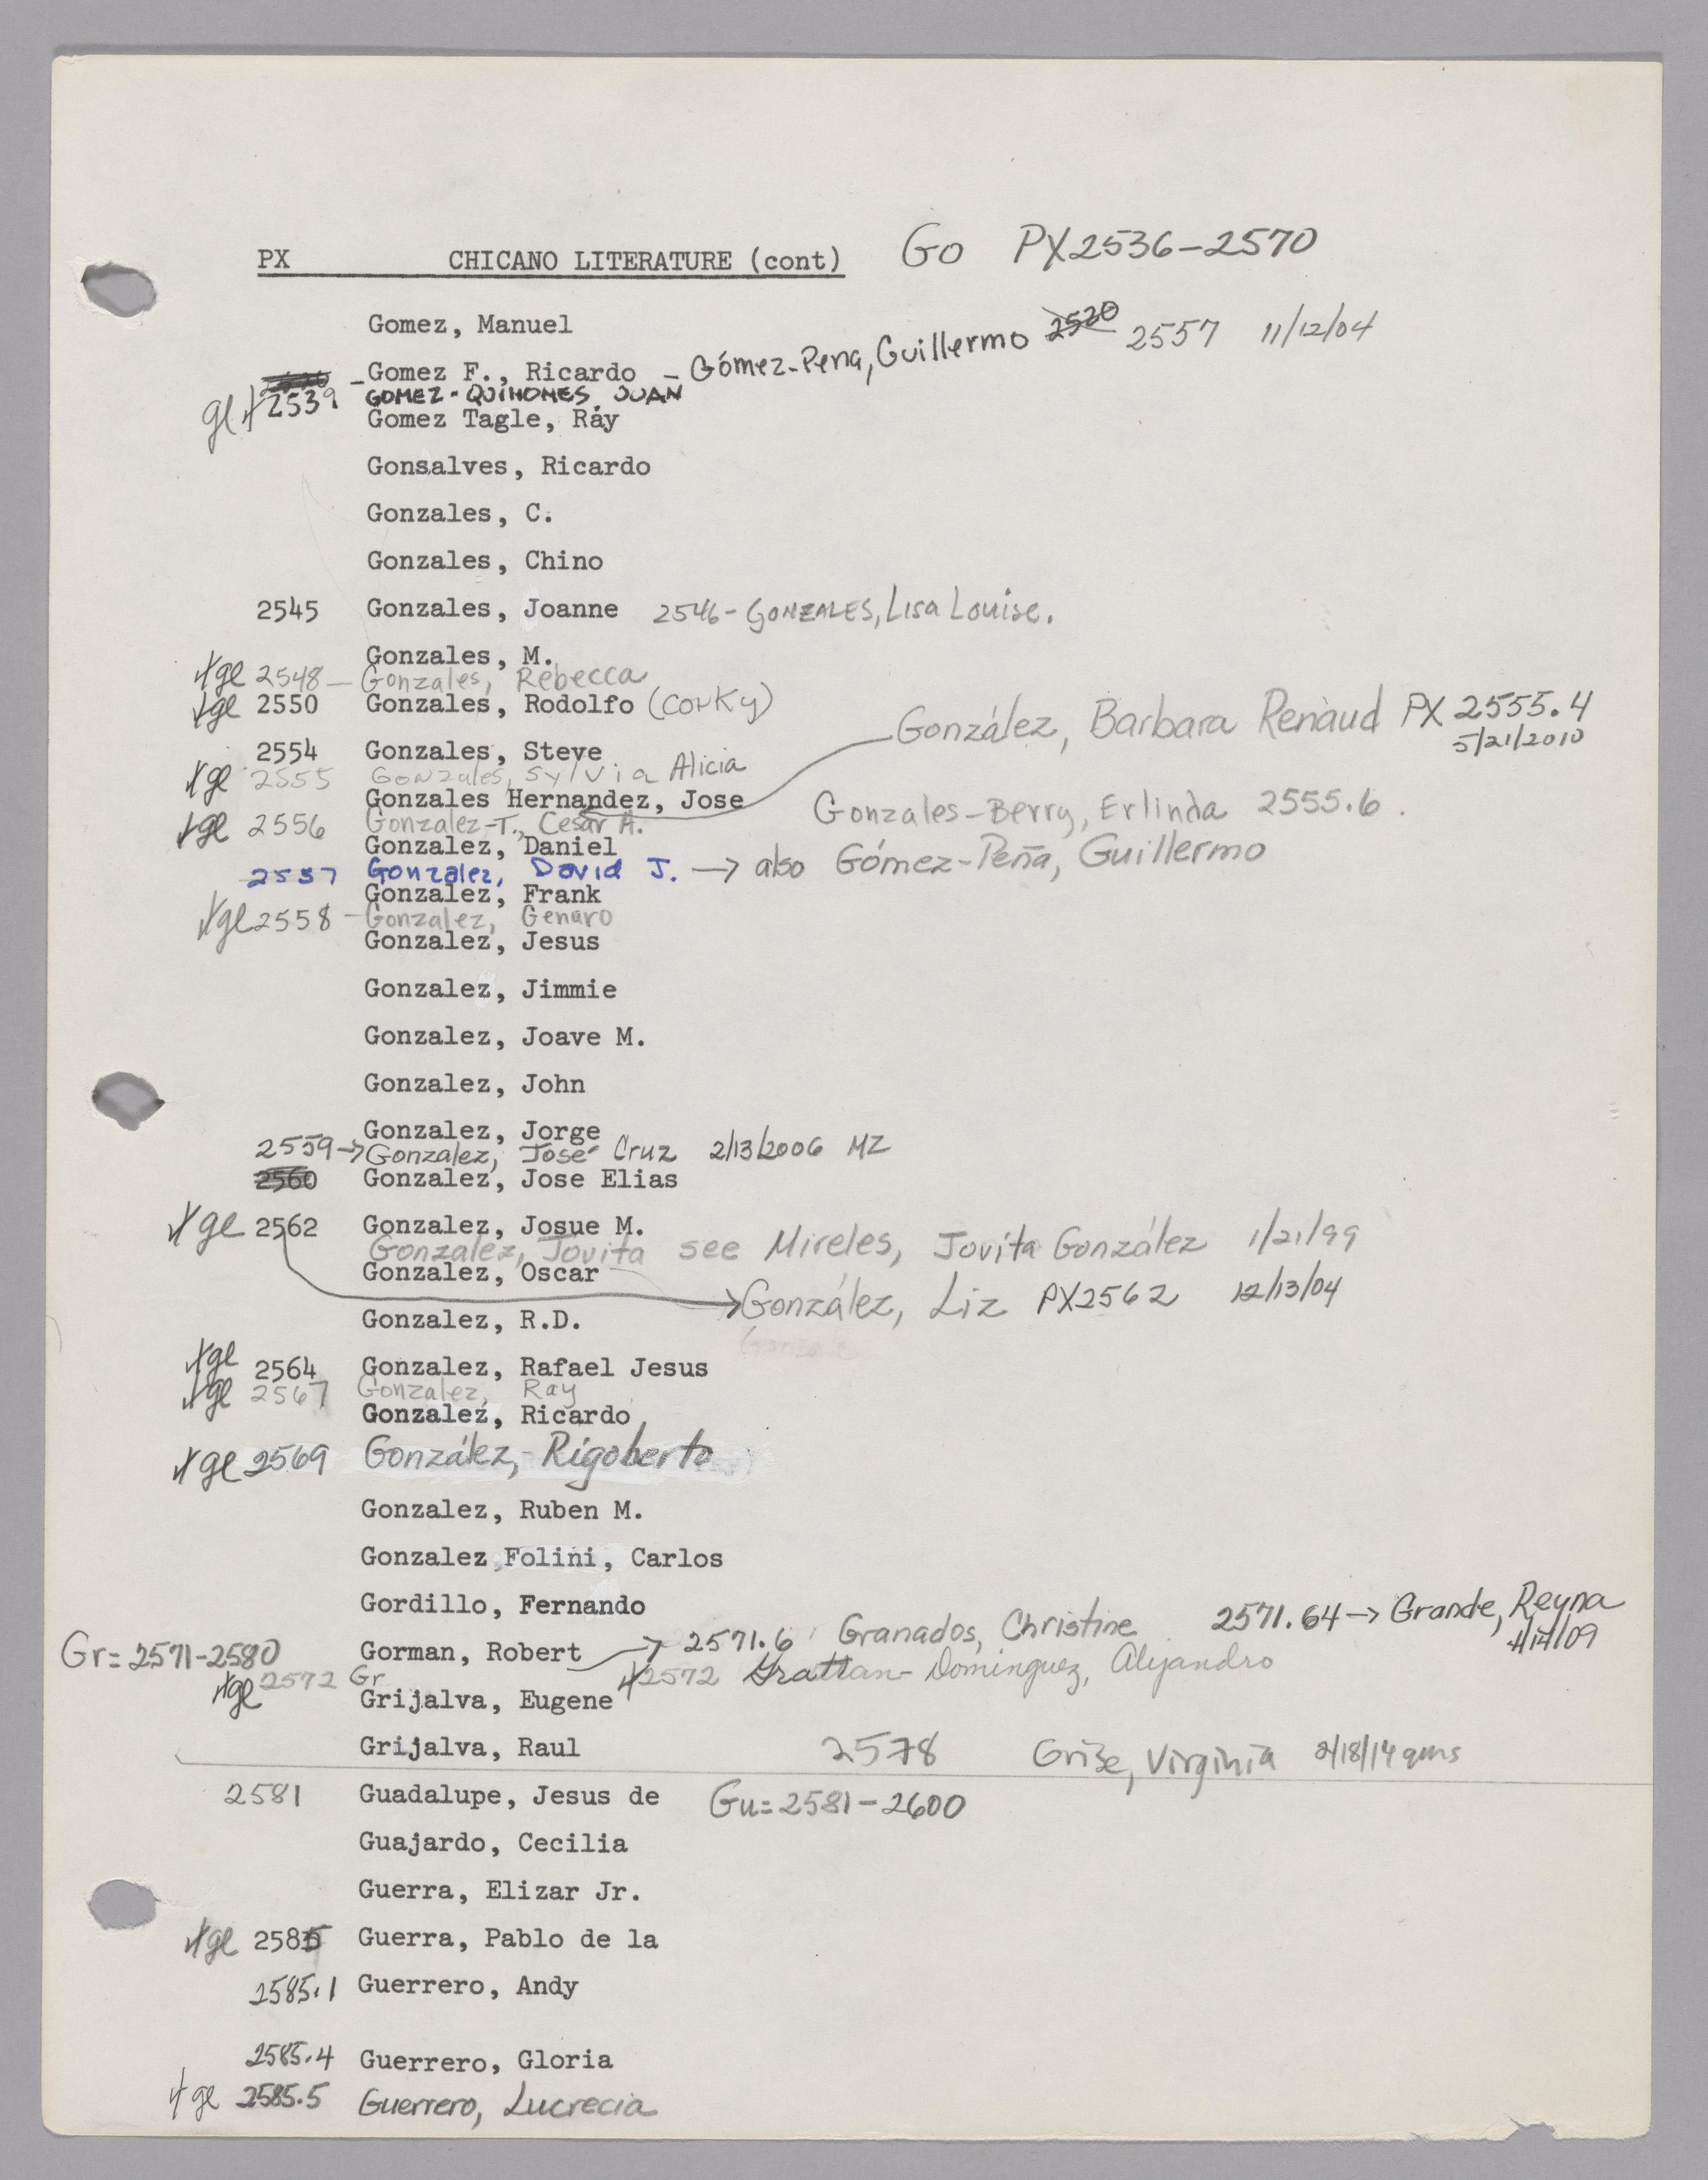 PX CHICANO LITERATURE (cont) Go PX2536-2570
Gomez, Manuel
Gomez F., Ricardo - Gómez-Pena, Guillermo 2520 2557 11/12/04
gl 2539 GOMEZ-QUIÑONES, JUAN
Gomez Tagle, Ray
Gonsalves, Ricardo
Gonzales, C.
Gonzales, Chino
2545 Gonzales, Joanne 2546- GONZALES, Lisa Louise.
Gonzales, M.
gl 2548 - Gonzales, Rebecca
gl 2550 Gonzales, Rodolfo (CORKY)
González, Barbara Renaud PX 2555.4
5/21/2010
2554 Gonzales, Steve
gl 2555 Gonzales, Sylvia Alicia
Gonzales Hernandez, Jose Gonzales-Berry, Erlinda 2555.6.
gl 2556 Gonzalez-T., Cesar A.
Gonzalez, Daniel
2557 Gonzalez, David J. → also Gómez-Peña, Guillermo
Gonzalez, Frank
gl 2558 - Gonzalez, Genaro
Gonzalez, Jesus
Gonzalez, Jimmie
Gonzalez, Joave M.
Gonzalez, John
Gonzalez, Jorge
2559 → Gonzalez, José Cruz 2/13/2006 MZ
2560 Gonzalez, Jose Elias
gl 2562 Gonzalez, Josue M.
Gonzalez, Jovita see Mireles, Jovita González 1/21/99
Gonzalez, Oscar
→ González, Liz PX2562 12/13/04
Gonzalez, R.D.
gl 2564 Gonzalez, Rafael Jesus
gl 2567 Gonzalez, Ray
Gonzalez, Ricardo
gl 2569 González, Rigoberto
Gonzalez, Ruben M.
Gonzalez Folini, Carlos
Gordillo, Fernando
Gr=2571-2580 Gorman, Robert → 2571.6 Granados, Christine 2571.64 → Grande, Reyna
gl 2572 Gr 2572 Grattan-Dominguez, Alejandro
Grijalva, Eugene
Grijalva, Raul 2578 Grise, Virginia 2/18/14 qms
2581 Guadalupe, Jesus de Gu=2581-2600
Guajardo, Cecilia
Guerra, Elizar Jr.
gl 2585 Guerra, Pablo de la
2585.1 Guerrero, Andy
2585.4 Guerrero, Gloria
gl 2585.5 Guerrero, Lucrecia